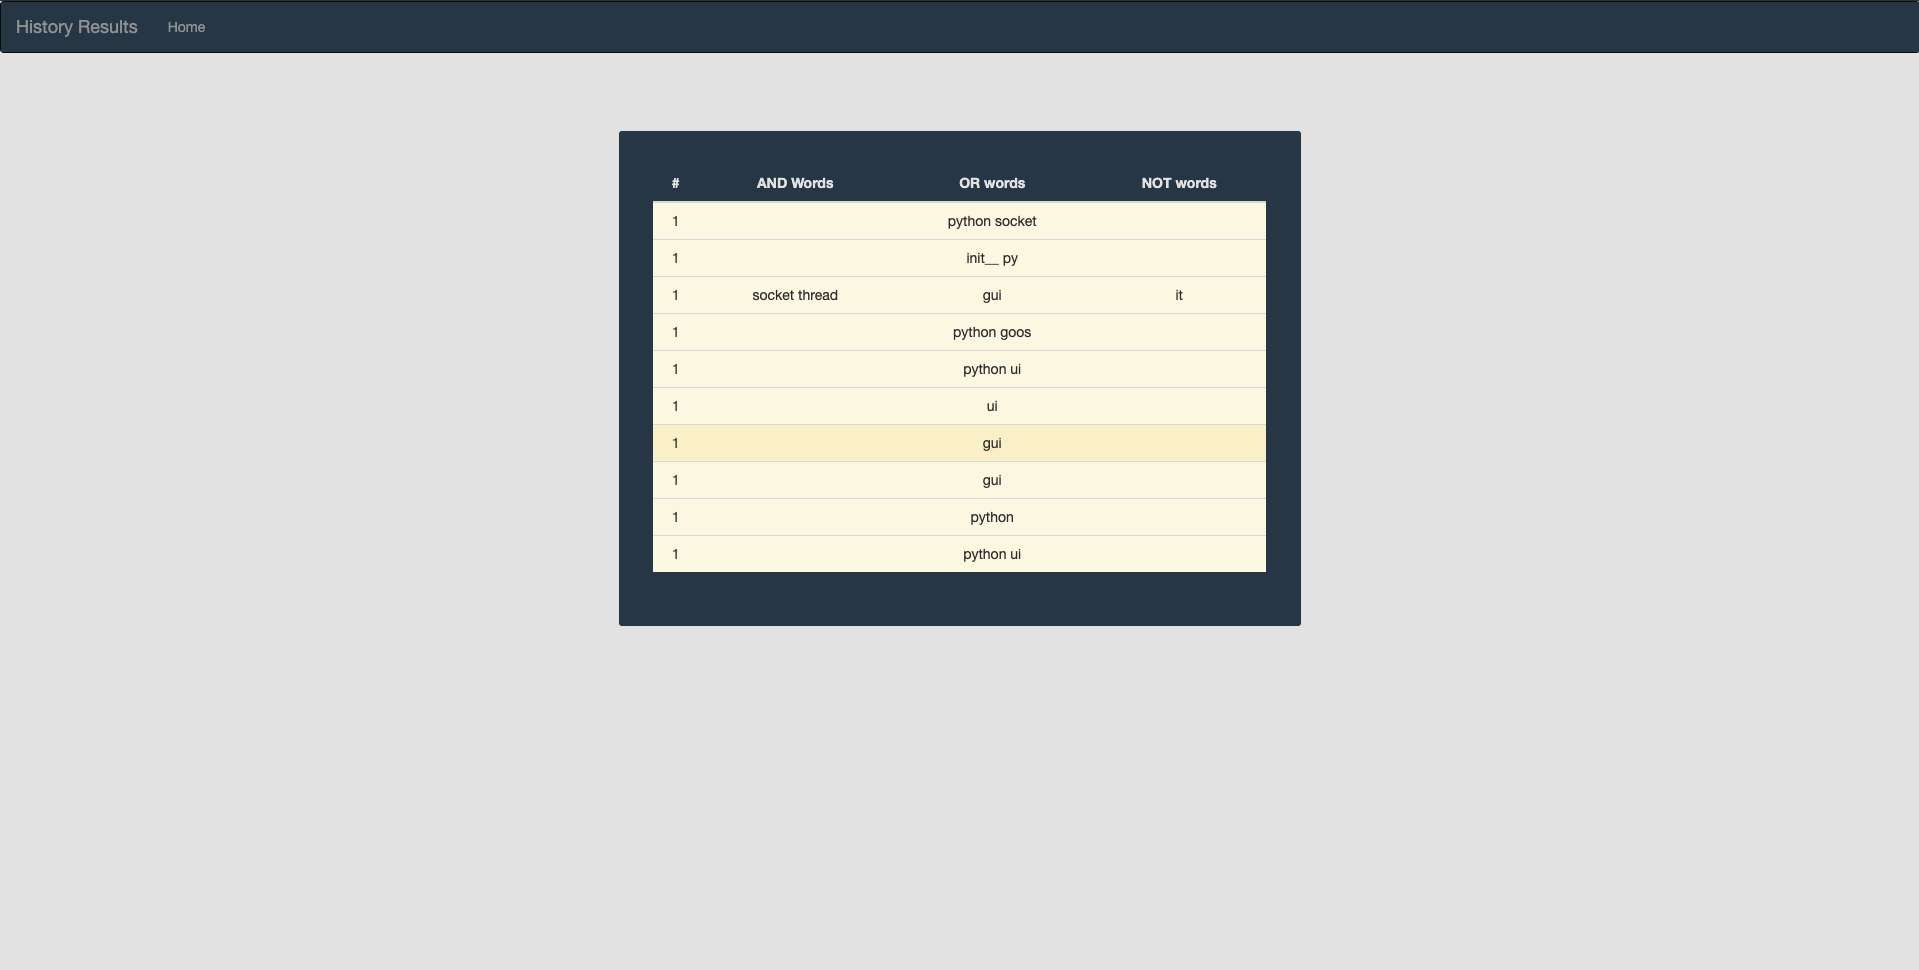 History Results Home
# AND Words OR words NOT words
1 python socket
1 init__ py
1 socket thread gui it
1 python goos
1 python ui
1 ui
1 gui
1 gui
1 python
1 python ui